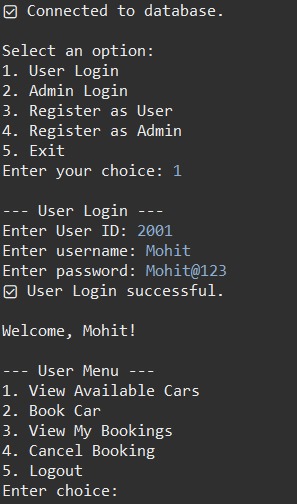 ☑ Connected to database.

Select an option:
1. User Login
2. Admin Login
3. Register as User
4. Register as Admin
5. Exit
Enter your choice: 1

--- User Login ---
Enter User ID: 2001
Enter username: Mohit
Enter password: Mohit@123
☑ User Login successful.

Welcome, Mohit!

--- User Menu ---
1. View Available Cars
2. Book Car
3. View My Bookings
4. Cancel Booking
5. Logout
Enter choice: